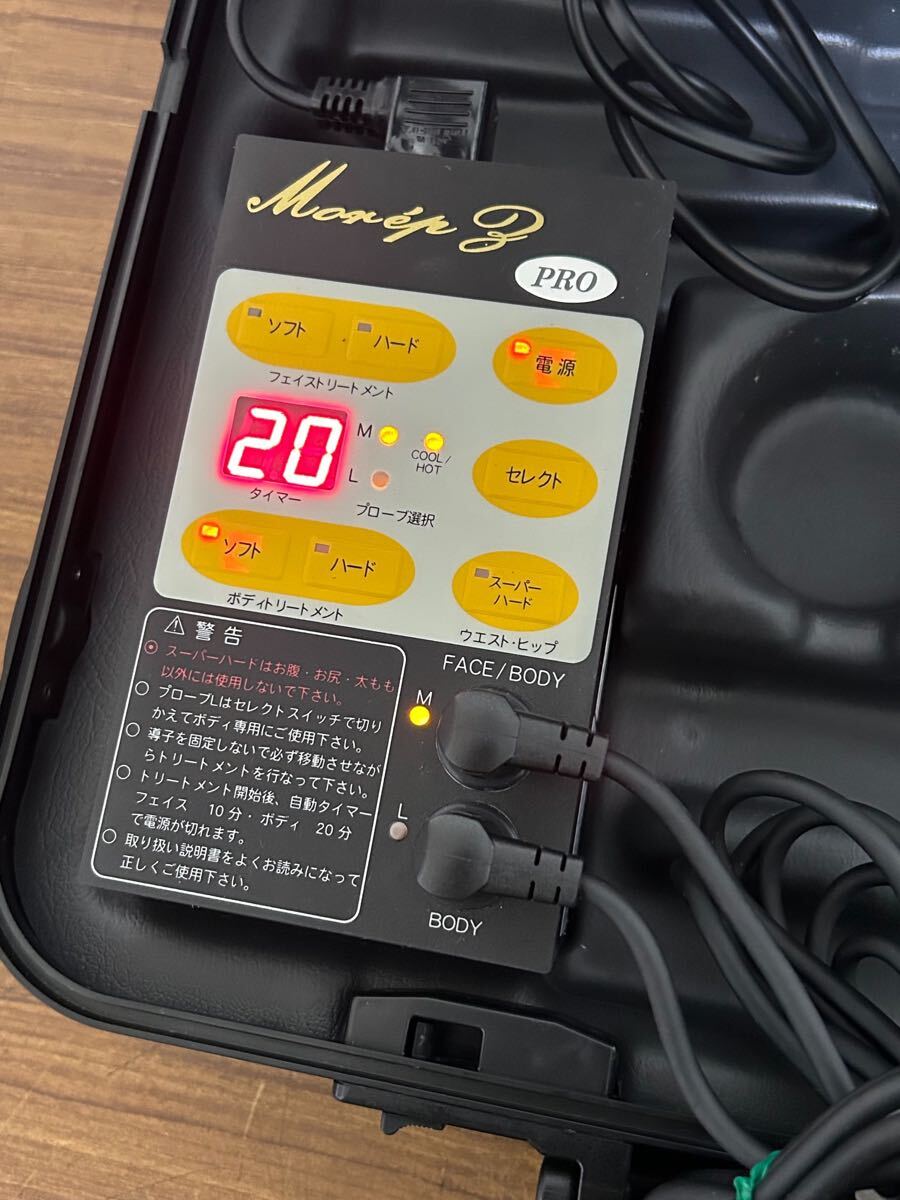 Morép Z
PRO
ソフト
ハード
電源
フェイストリートメント
20
M
L
COOL/
HOT
セレクト
タイマー
プローブ選択
ソフト
ハード
スーパー
ハード
ボディトリートメント
ウエスト・ヒップ
⚠ 警告
スーパーハードはお腹・お尻・太もも
以外には使用しないで下さい。
○ プローブLはセレクトスイッチで切り
かえてボディ専用にご使用下さい。
○ 導子を固定しないで必ず移動させなが
らトリートメントを行なって下さい。
○ トリートメント開始後、自動タイマー
フェイス 10分・ボディ 20分
で電源が切れます。
○ 取り扱い説明書をよくお読みになって
正しくご使用下さい。
FACE/BODY
M
L
BODY